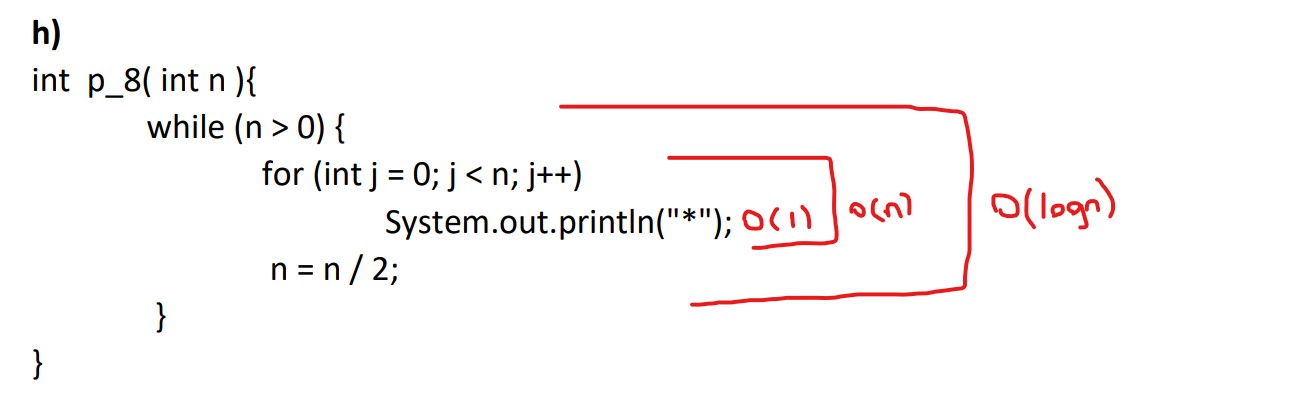 h)
int p_8( int n ){
while (n > 0) {
for (int j = 0; j < n; j++)
System.out.println("*"); O(1) O(n) O(logn)
n = n / 2;
}
}